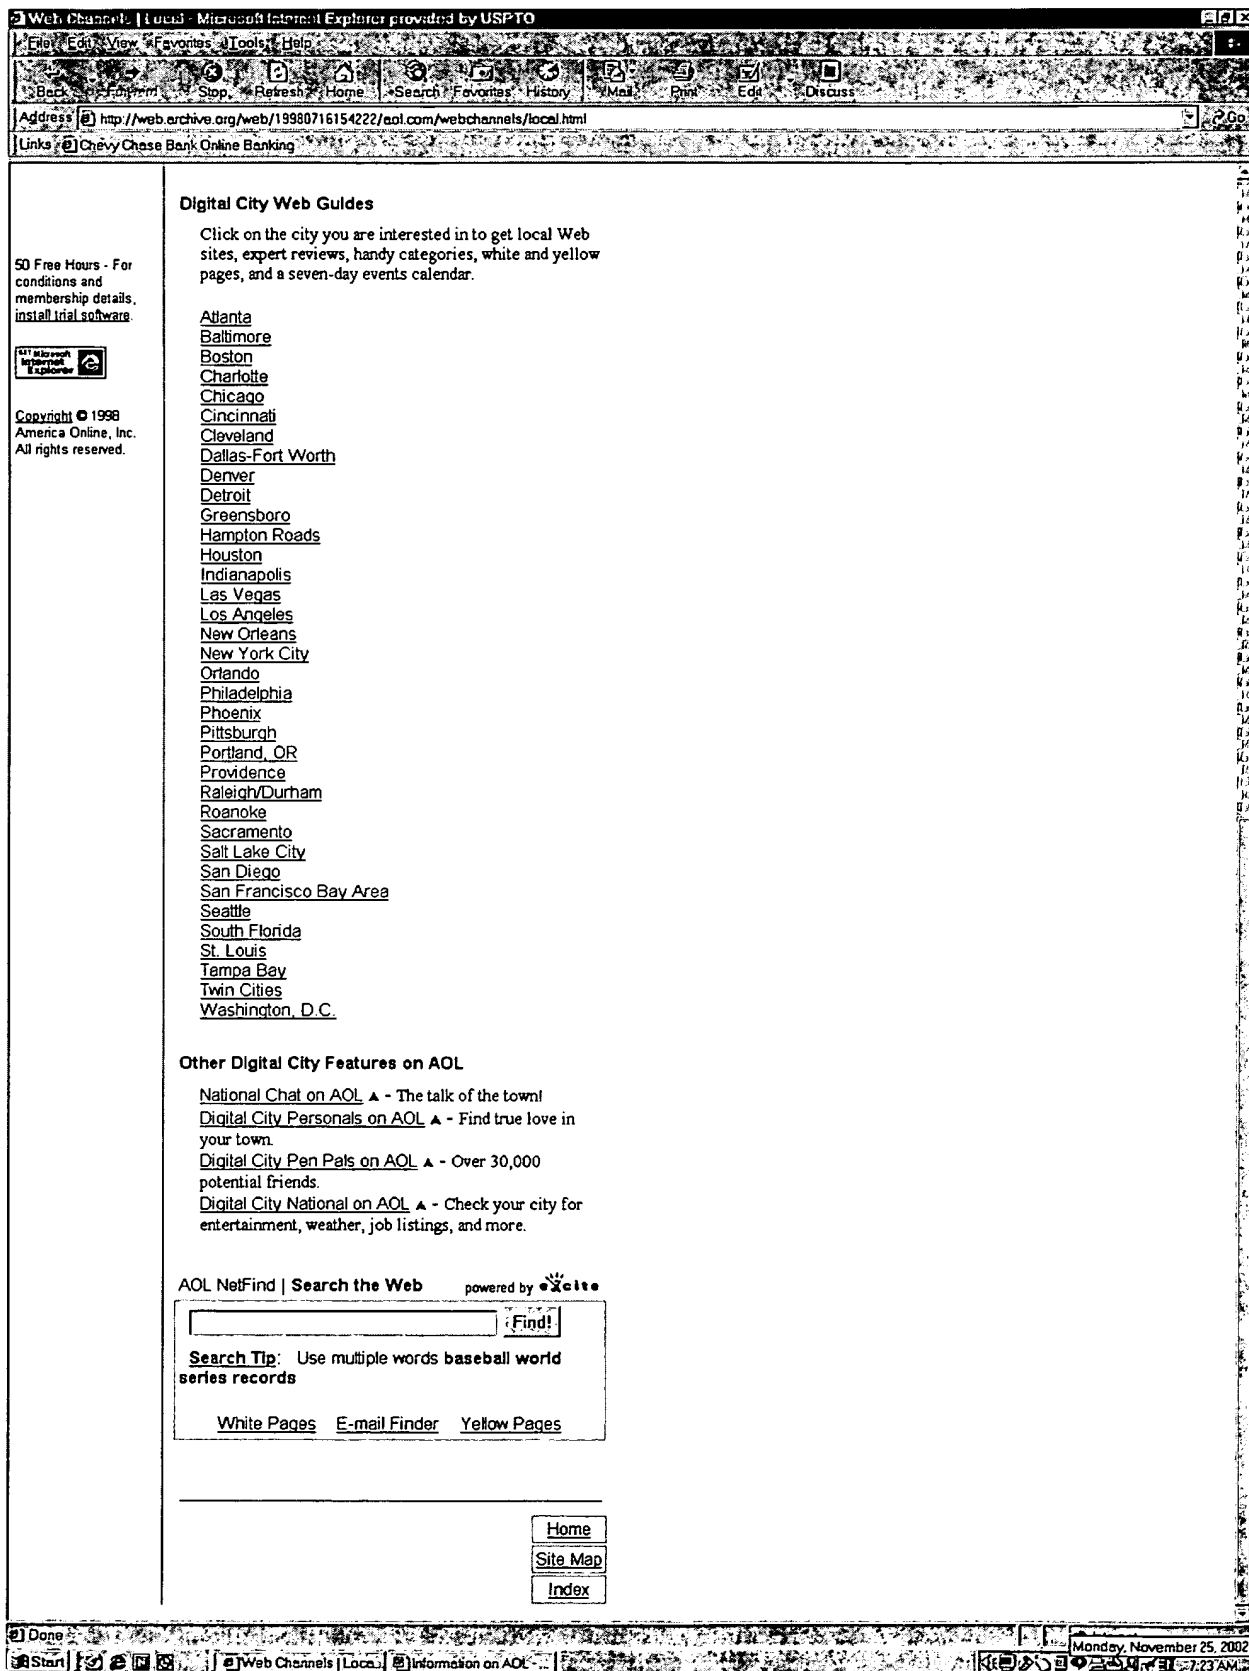 Web Channels | Local - Microsoft Internet Explorer provided by USPTO
File Edit View Favorites Tools Help
Back Forward Stop Refresh Home Search Favorites History Mail Print Edit Discuss
Address http://web.archive.org/web/19980716154222/aol.com/webchannels/local.html Go
Links Chevy Chase Bank Online Banking
50 Free Hours - For
conditions and
membership details,
install trial software.
Microsoft
Internet
Explorer
Copyright © 1998
America Online, Inc.
All rights reserved.
Digital City Web Guides
Click on the city you are interested in to get local Web
sites, expert reviews, handy categories, white and yellow
pages, and a seven-day events calendar.
Atlanta
Baltimore
Boston
Charlotte
Chicago
Cincinnati
Cleveland
Dallas-Fort Worth
Denver
Detroit
Greensboro
Hampton Roads
Houston
Indianapolis
Las Vegas
Los Angeles
New Orleans
New York City
Orlando
Philadelphia
Phoenix
Pittsburgh
Portland, OR
Providence
Raleigh/Durham
Roanoke
Sacramento
Salt Lake City
San Diego
San Francisco Bay Area
Seattle
South Florida
St. Louis
Tampa Bay
Twin Cities
Washington, D.C.
Other Digital City Features on AOL
National Chat on AOL ▲ - The talk of the town!
Digital City Personals on AOL ▲ - Find true love in
your town.
Digital City Pen Pals on AOL ▲ - Over 30,000
potential friends.
Digital City National on AOL ▲ - Check your city for
entertainment, weather, job listings, and more.
AOL NetFind | Search the Web powered by excite
Find!
Search Tip: Use multiple words baseball world
series records
White Pages E-mail Finder Yellow Pages
Home
Site Map
Index
Done
Monday, November 25, 2002
Start Web Channels | Loca... Information on AOL ... 7:23 AM